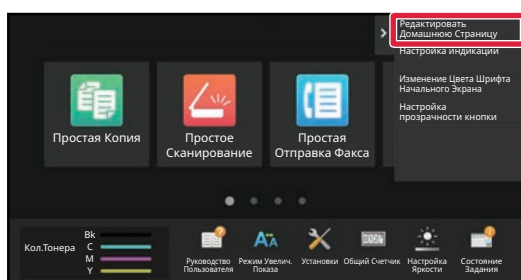 Редактировать
Домашнюю Страницу
Настройка индикации
Изменение Цвета Шрифта
Начального Экрана
Настройка
прозрачности кнопки
Простая Копия
Простое
Сканирование
Простая
Отправка Факса
Кол.Тонера
Bk
C
M
Y
Руководство
Пользователя
Режим Увелич.
Показа
Установки
Общий Счетчик
Настройка
Яркости
Состояние
Задания